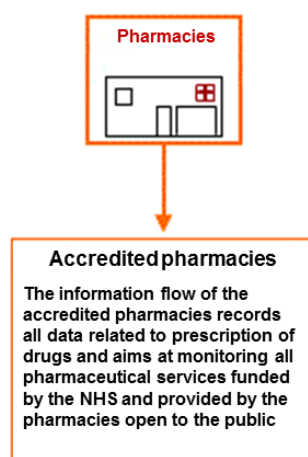 Pharmacies
Accredited pharmacies
The information flow of the
accredited pharmacies records
all data related to prescription of
drugs and aims at monitoring all
pharmaceutical services funded
by the NHS and provided by the
pharmacies open to the public